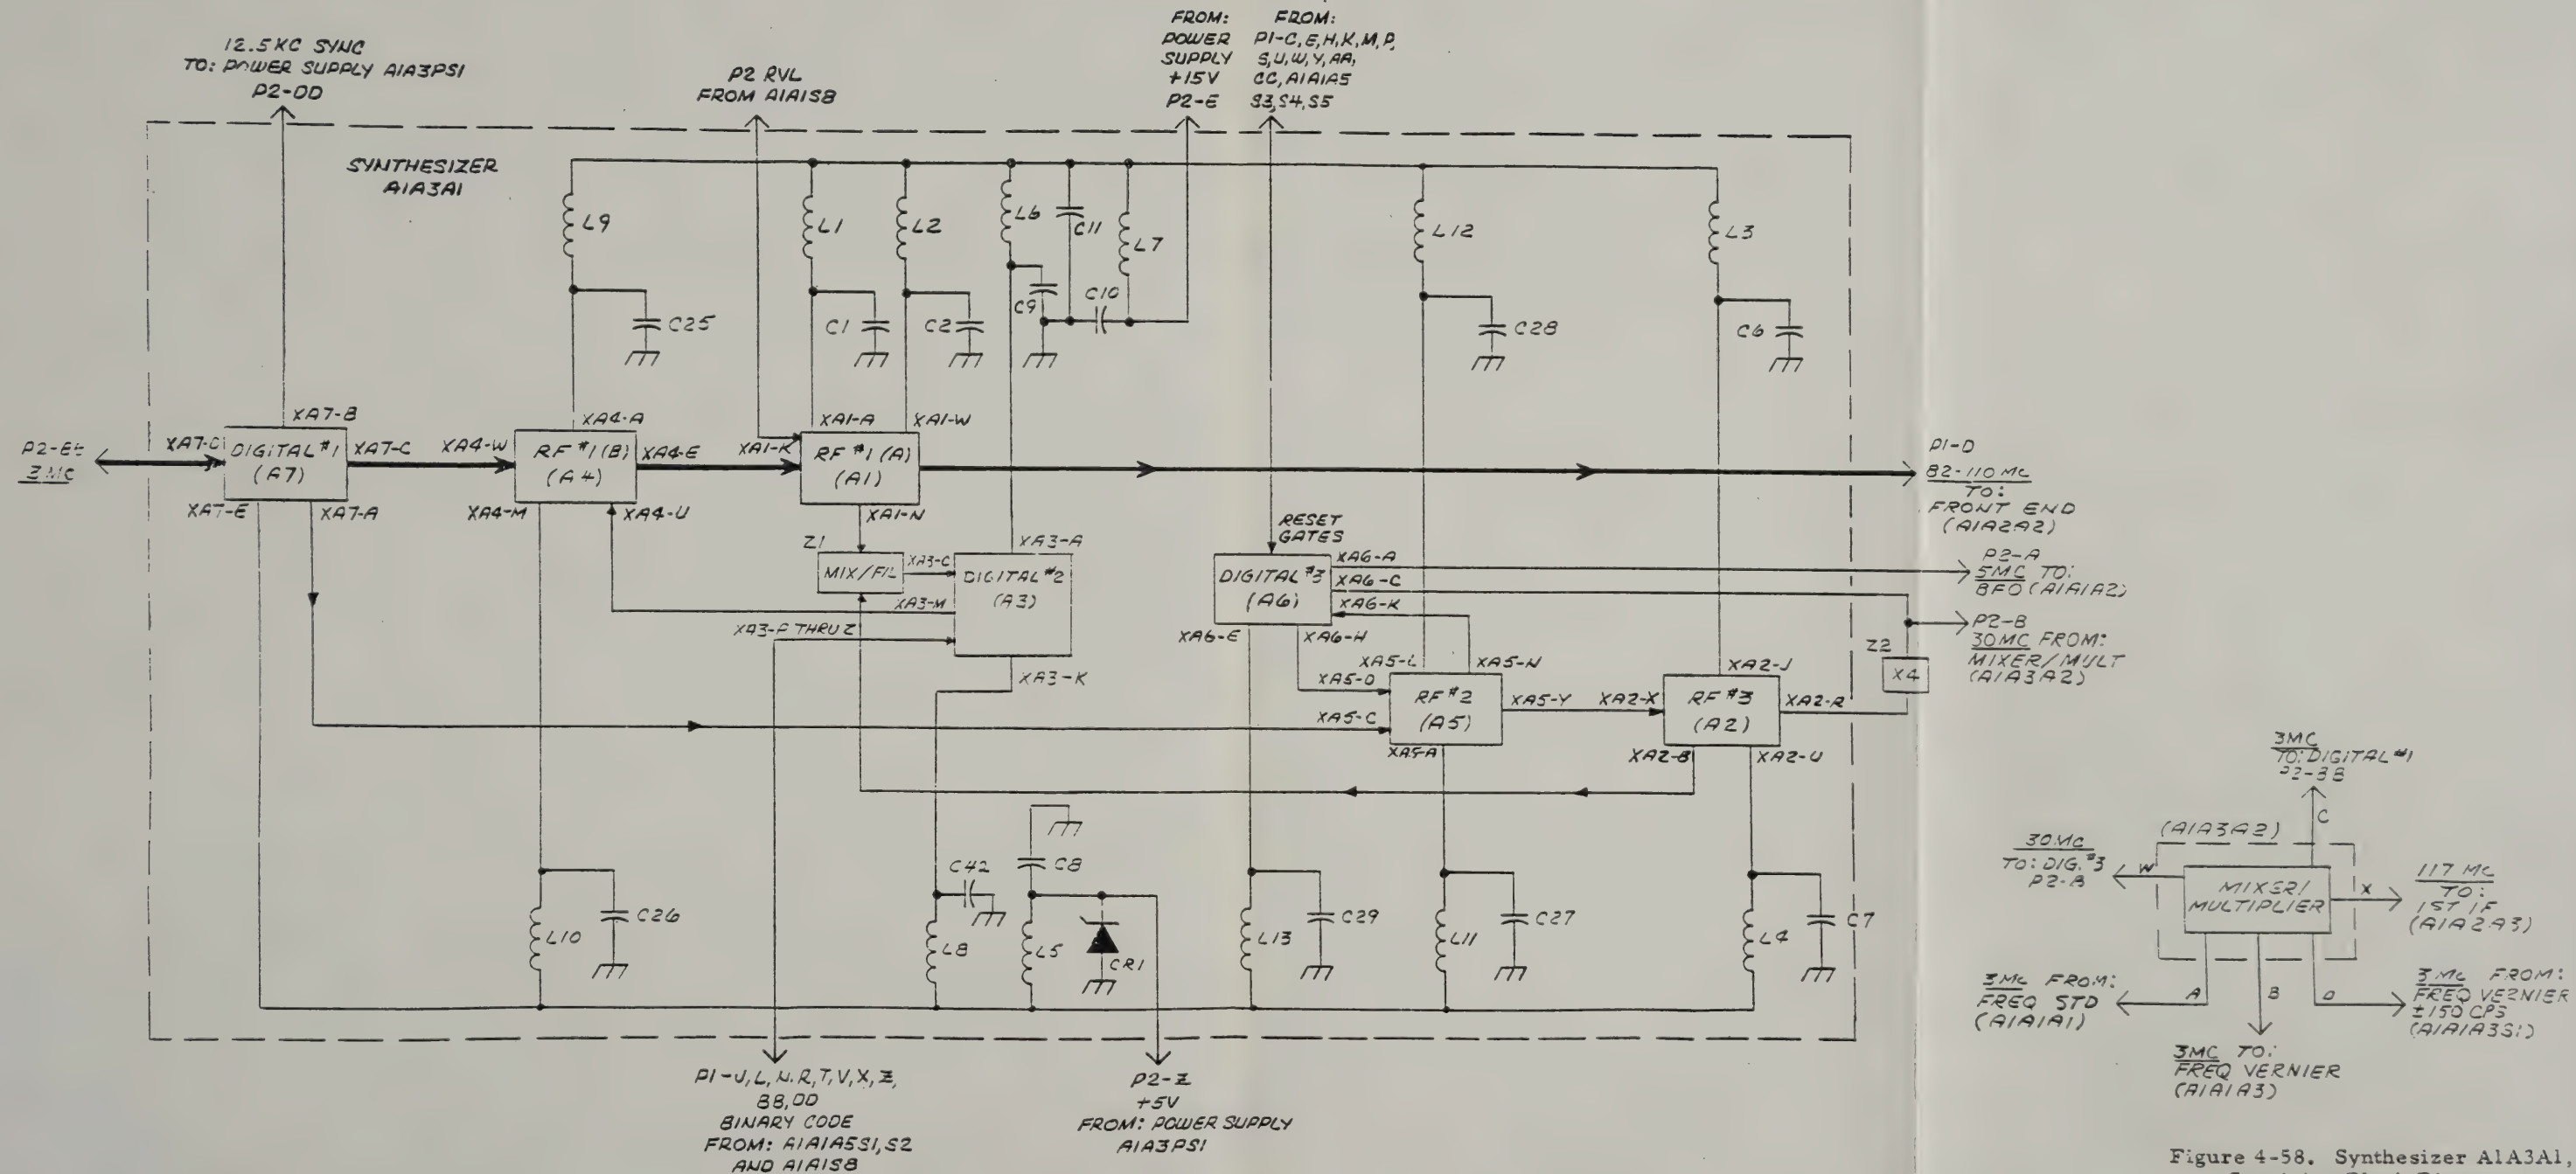 12.5KC SYNC
TO: POWER SUPPLY A1A3PS1
P2-DD
P2 RVL
FROM A1A1S8
FROM:
POWER
SUPPLY
+15V
P2-E
FROM:
P1-C,E,H,K,M,P,
S,U,W,Y,AA,
CC,A1A1A5
S3,S4,S5
SYNTHESIZER
A1A3A1
L9
L1
L2
L6
C11
L7
L12
L3
C25
C1
C2
C9
C10
C28
C6
P2-EE
3MC
XA7-B
XA7-D
DIGITAL #1
(A7)
XA7-C
XA7-E
XA7-A
XA4-A
XA4-W
RF #1(B)
(A4)
XA4-E
XA4-M
XA4-U
XA1-A
XA1-W
XA1-K
RF #1(A)
(A1)
XA1-N
Z1
MIX/FIL
XA3-C
XA3-A
DIGITAL #2
(A3)
XA3-M
XA3-P THRU Z
XA3-K
RESET
GATES
DIGITAL #3
(A6)
XA6-A
XA6-C
XA6-K
XA6-E
XA6-H
XA5-L
XA5-N
XA5-D
RF #2
(A5)
XA5-Y
XA5-C
XA5-A
XA2-J
XA2-X
RF #3
(A2)
XA2-R
XA2-B
XA2-U
P1-D
82-110 MC
TO:
FRONT END
(A1A2A2)
P2-A
5MC TO:
BFO (A1A1A2)
P2-B
30MC FROM:
MIXER/MULT
(A1A3A2)
Z2
X4
L10
C26
C42
L8
C8
L5
CR1
L13
C29
L11
C27
L4
C7
P1-J,L,N,R,T,V,X,Z,
BB,DD
BINARY CODE
FROM: A1A1A5S1,S2
AND A1A1S8
P2-Z
+5V
FROM: POWER SUPPLY
A1A3PS1
3MC
TO: DIGITAL #1
P2-BB
C
(A1A3A2)
30MC
TO: DIG. #3
P2-B
W
MIXER/
MULTIPLIER
X
117 MC
TO:
1ST IF
(A1A2A3)
3MC FROM:
FREQ STD
(A1A1A1)
A
B
D
3MC FROM:
FREQ VERNIER
±150 CPS
(A1A1A3S1)
3MC TO:
FREQ VERNIER
(A1A1A3)
Figure 4-58. Synthesizer A1A3A1,